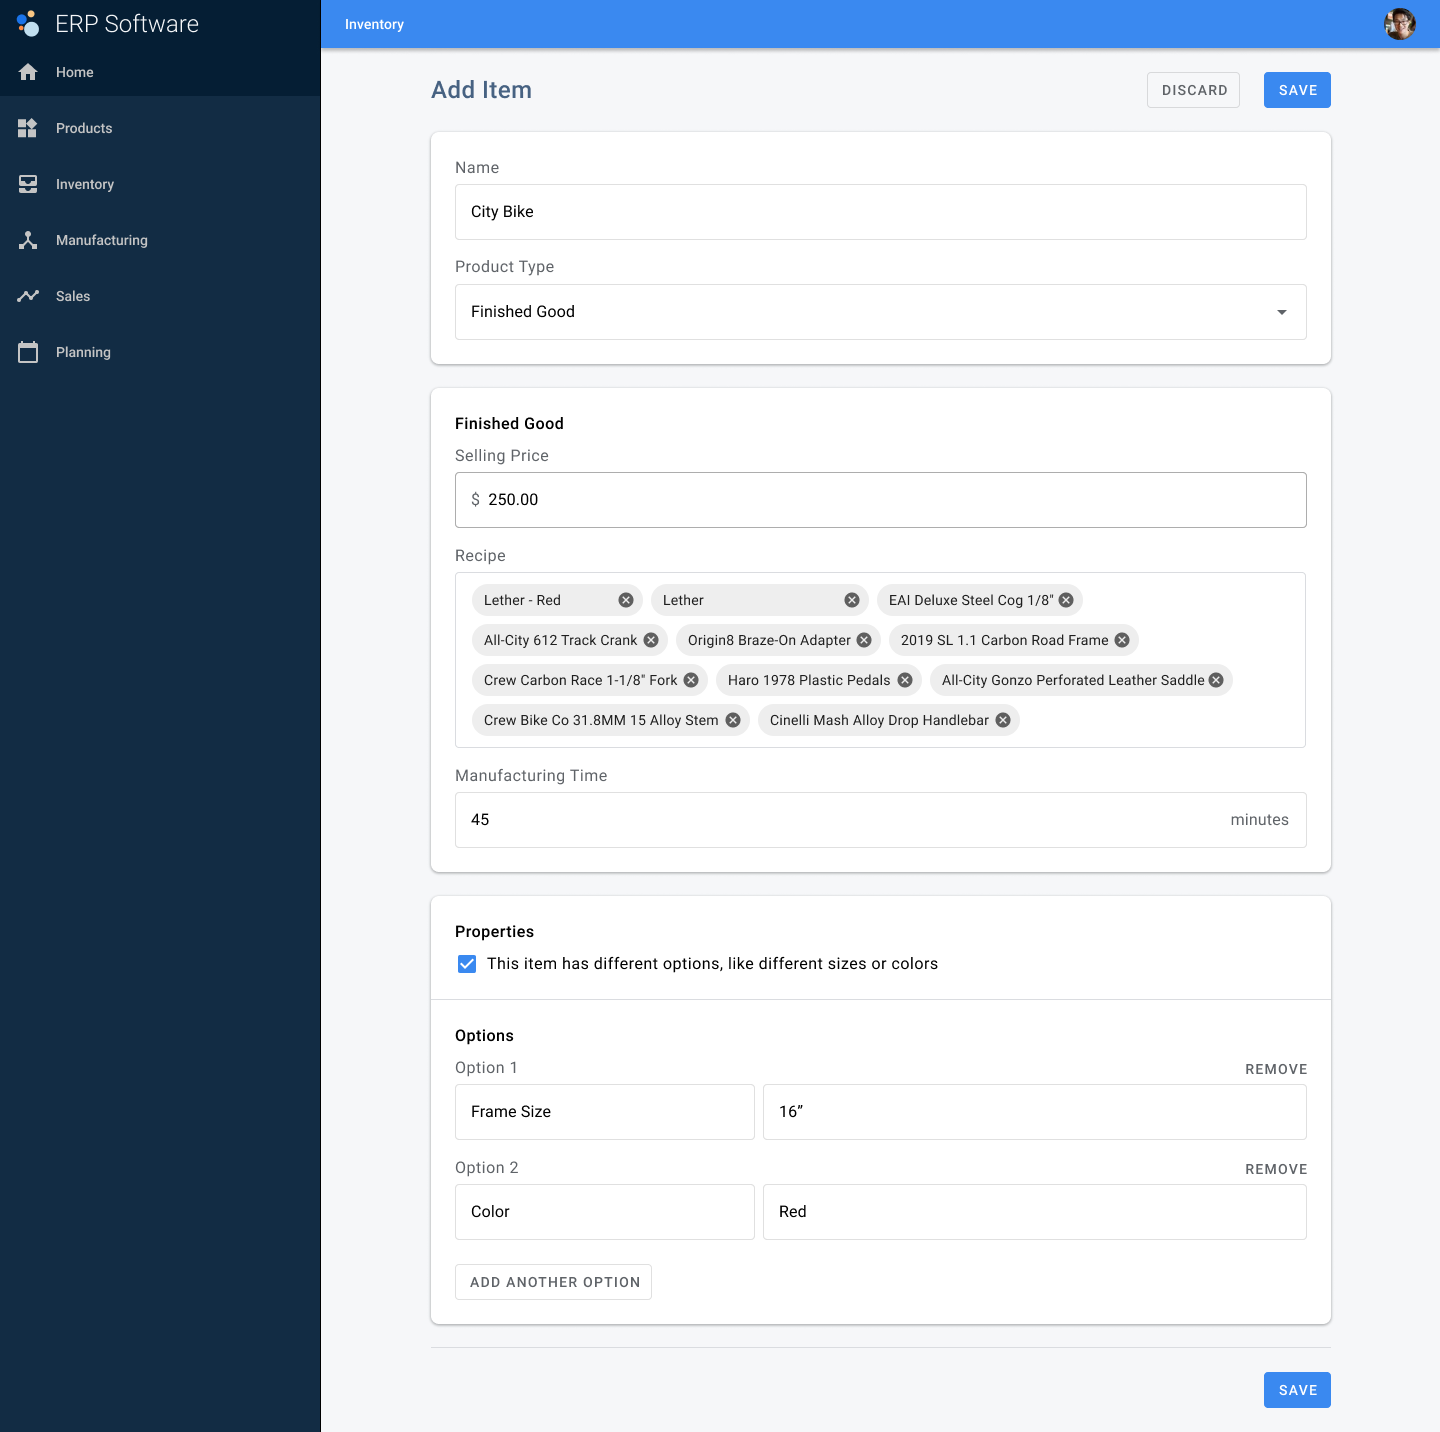 ERP Software
Home
Products
Inventory
Manufacturing
Sales
Planning
Inventory
Add Item
DISCARD
SAVE
Name
City Bike
Product Type
Finished Good
Finished Good
Selling Price
$ 250.00
Recipe
Lether - Red Lether EAI Deluxe Steel Cog 1/8"
All-City 612 Track Crank Origin8 Braze-On Adapter 2019 SL 1.1 Carbon Road Frame
Crew Carbon Race 1-1/8" Fork Haro 1978 Plastic Pedals All-City Gonzo Perforated Leather Saddle
Crew Bike Co 31.8MM 15 Alloy Stem Cinelli Mash Alloy Drop Handlebar
Manufacturing Time
45 minutes
Properties
This item has different options, like different sizes or colors
Options
Option 1 REMOVE
Frame Size 16”
Option 2 REMOVE
Color Red
ADD ANOTHER OPTION
SAVE